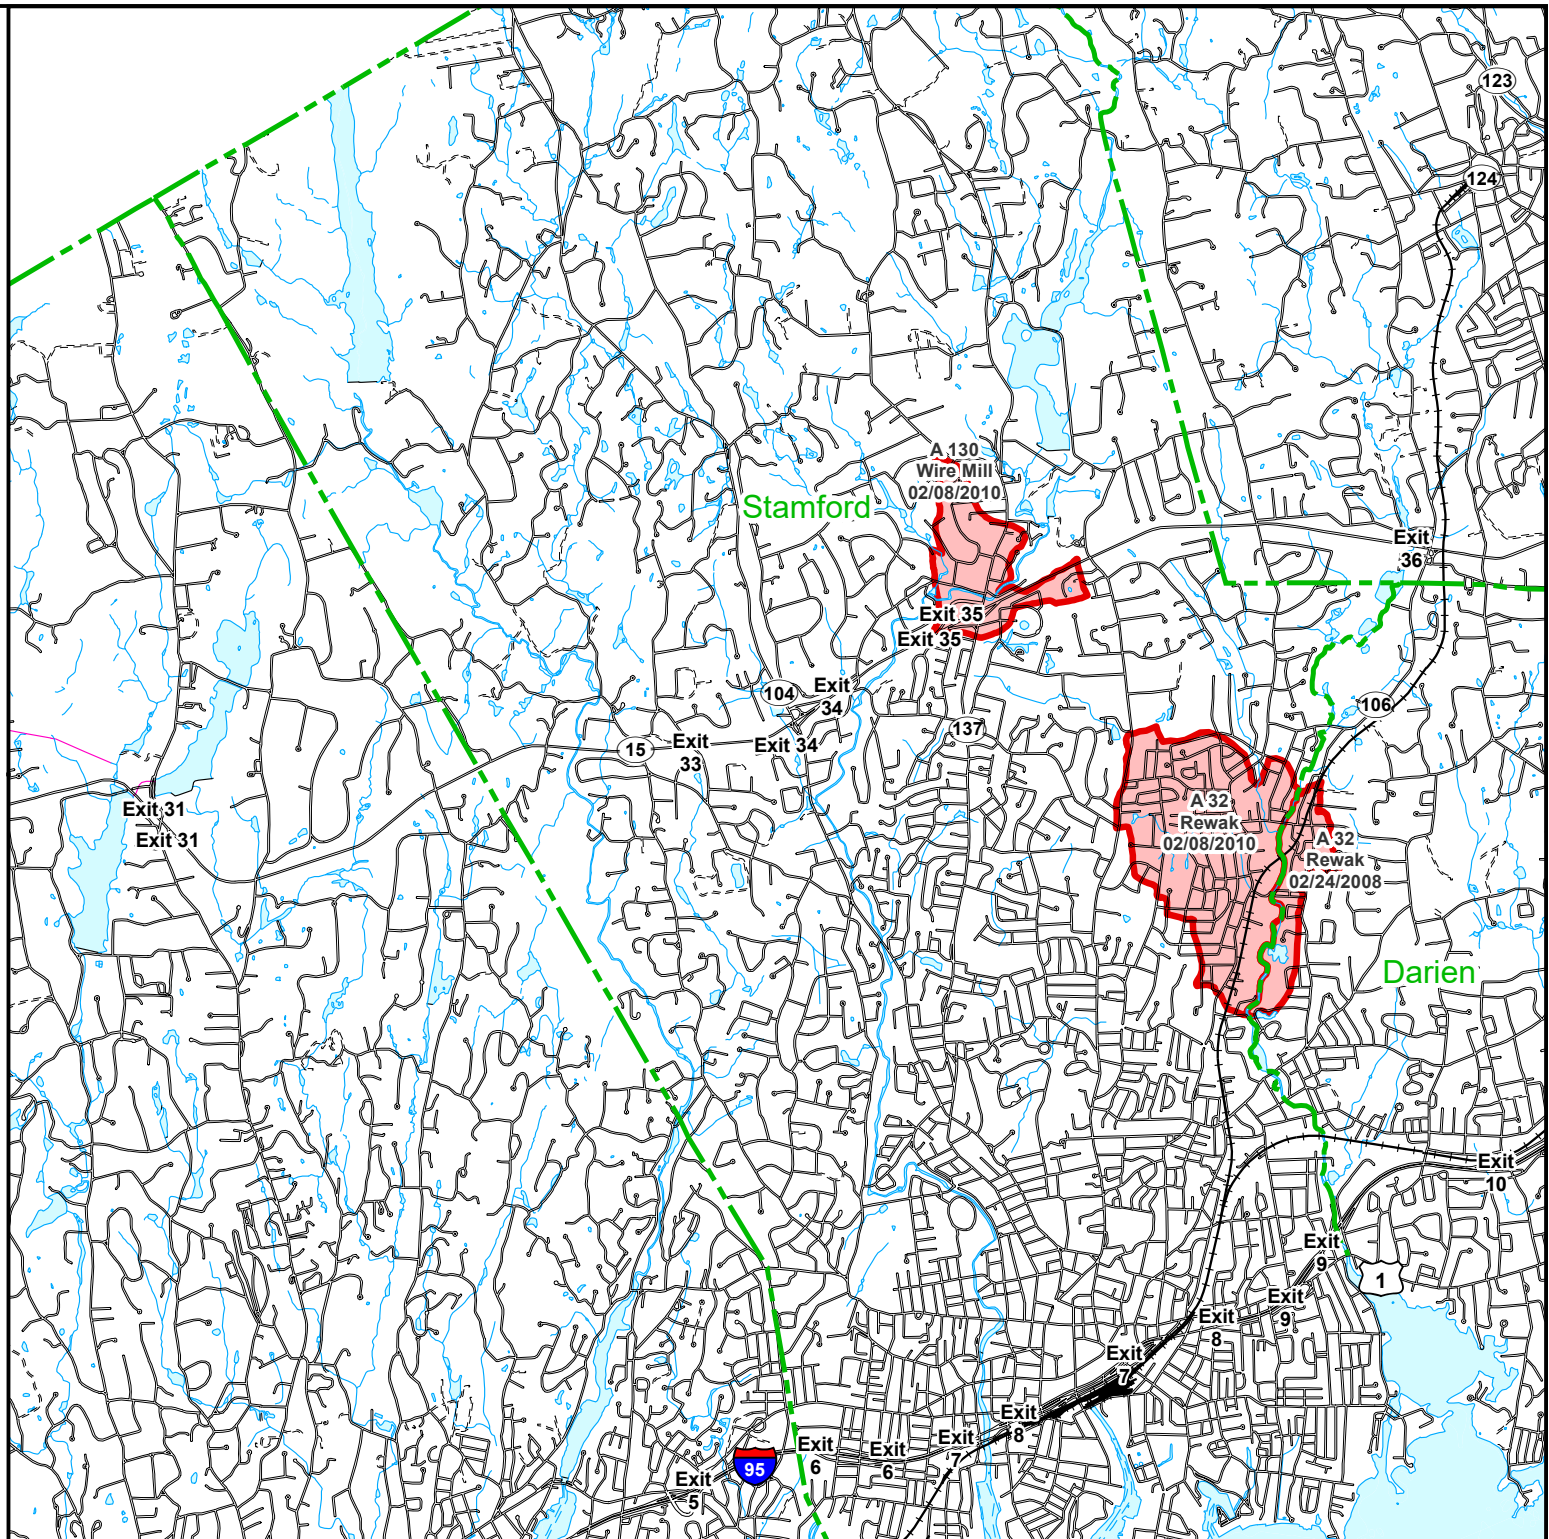 123
124
A 130
Wire Mill
02/08/2010
Stamford
Exit
36
Exit 35
Exit 35
Exit
34
104
106
137
Exit 34
15
Exit
33
Exit 31
Exit 31
A 32
Rewak
02/08/2010
A 32
Rewak
02/24/2008
Darien
Exit
10
Exit
9
1
Exit
9
Exit
8
Exit
7
Exit
8
Exit
7
Exit
6
Exit
6
95
Exit
5